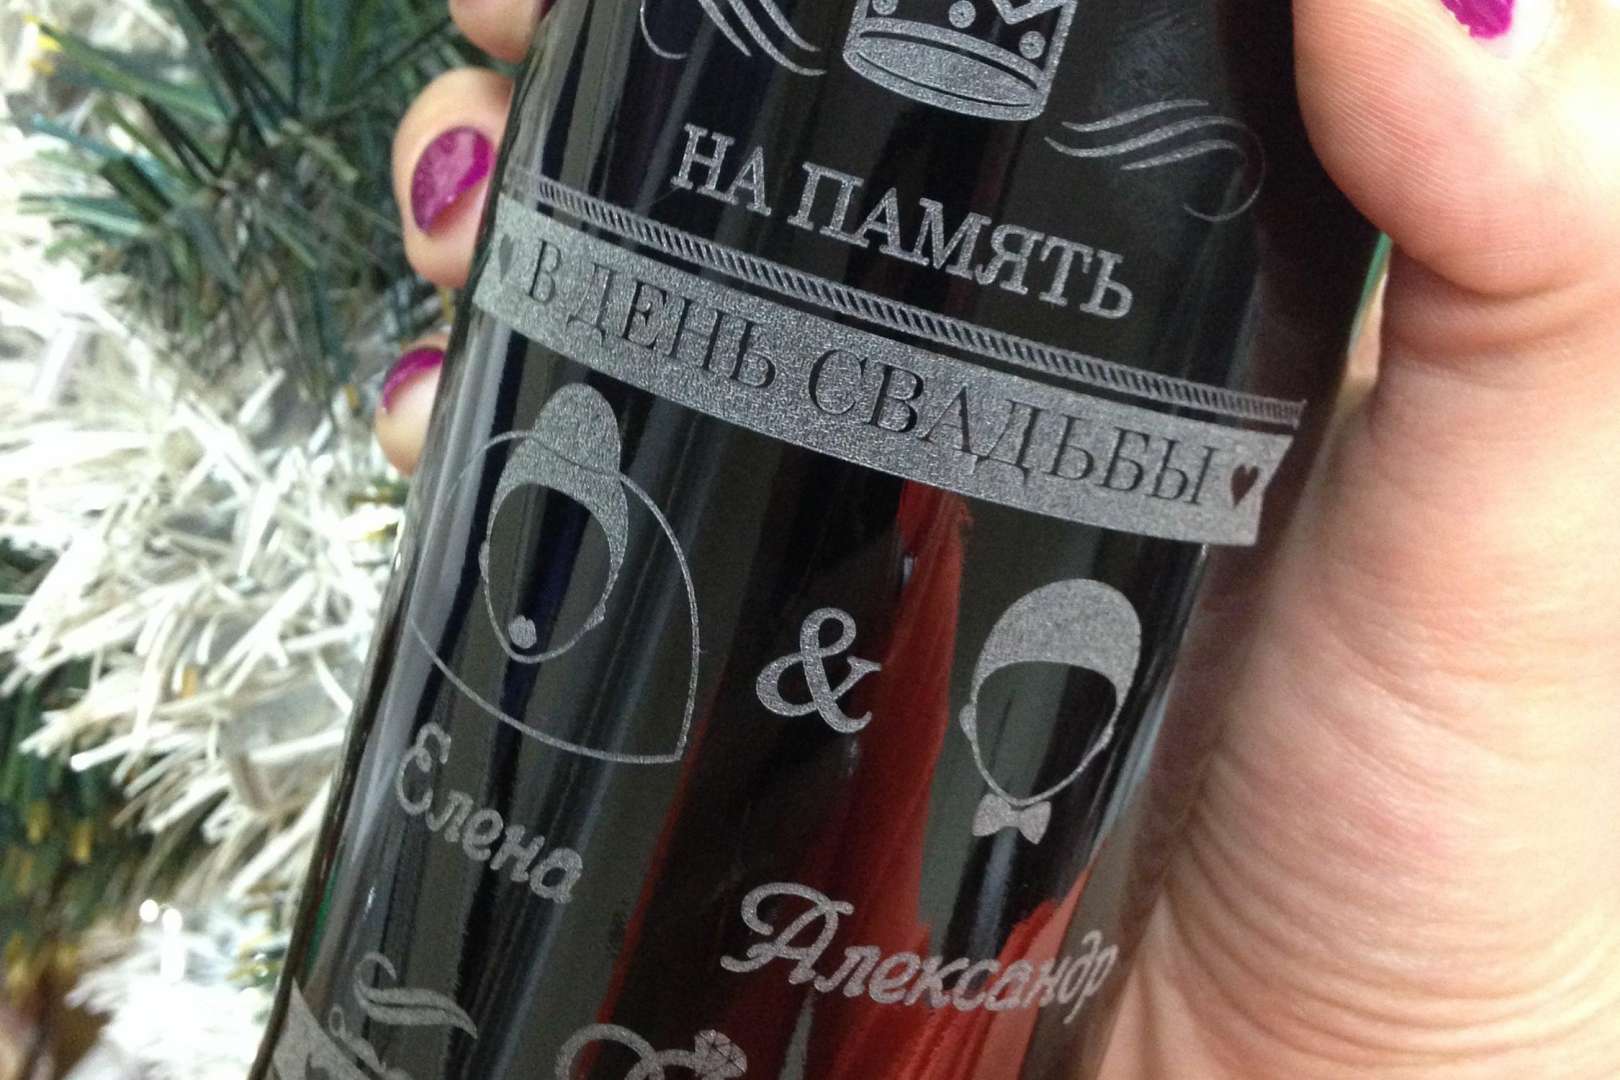 НА ПАМЯТЬ
В ДЕНЬ СВАДЬБЫ
&
Елена
Александр